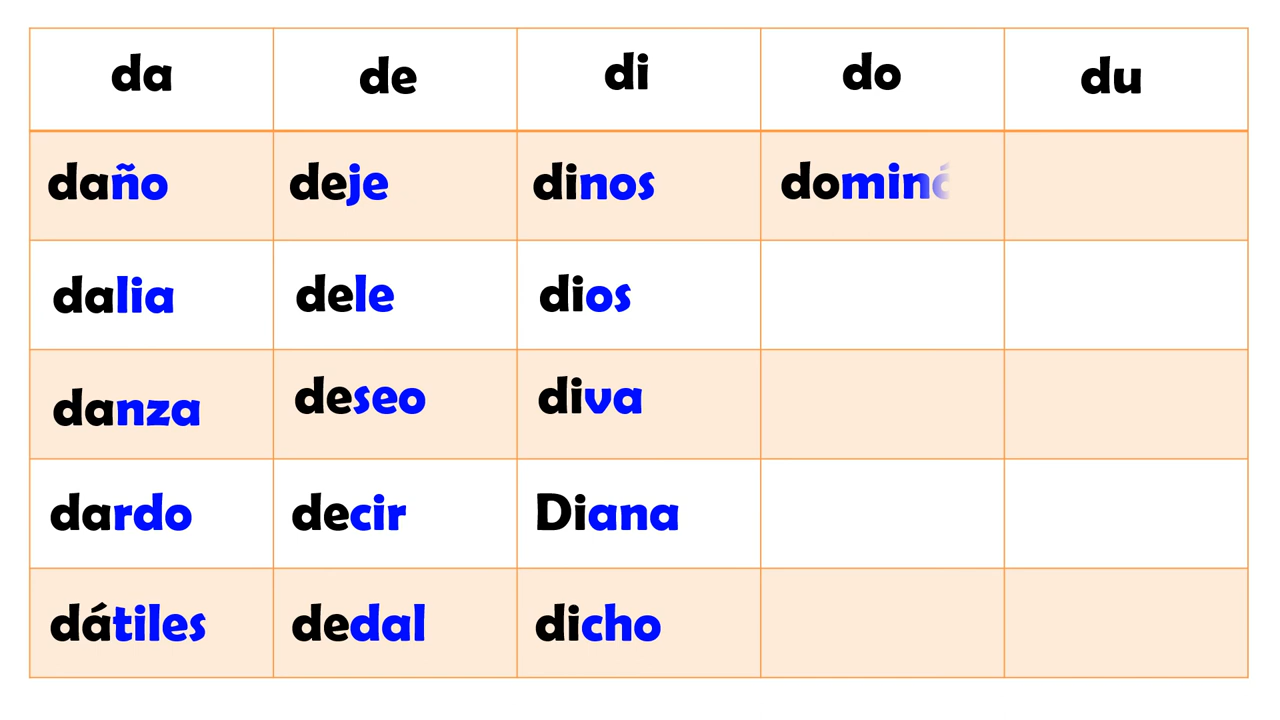 da de di do du
daño deje dinos
dalia dele dios
danza deseo diva
dardo decir Diana
dátiles dedal dicho